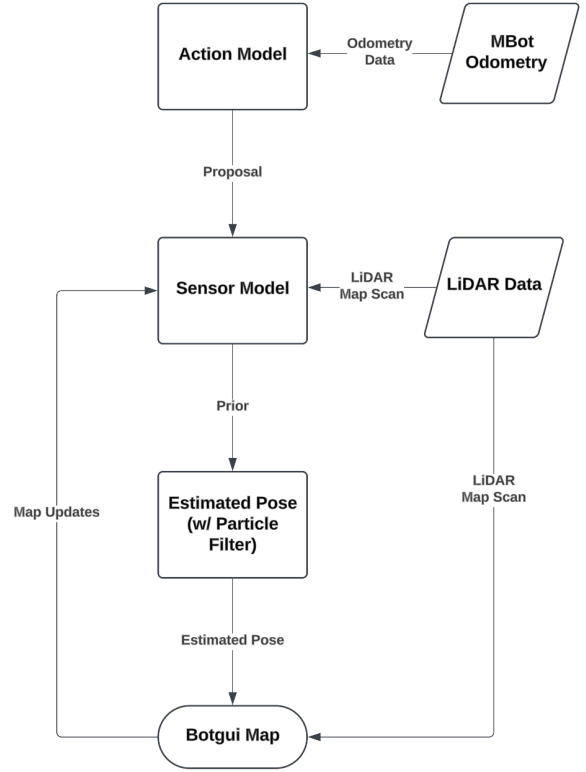 Action Model
Odometry
Data
MBot
Odometry
Proposal
Sensor Model
LiDAR
Map Scan
LiDAR Data
Prior
Map Updates
Estimated Pose
(w/ Particle
Filter)
LiDAR
Map Scan
Estimated Pose
Botgui Map